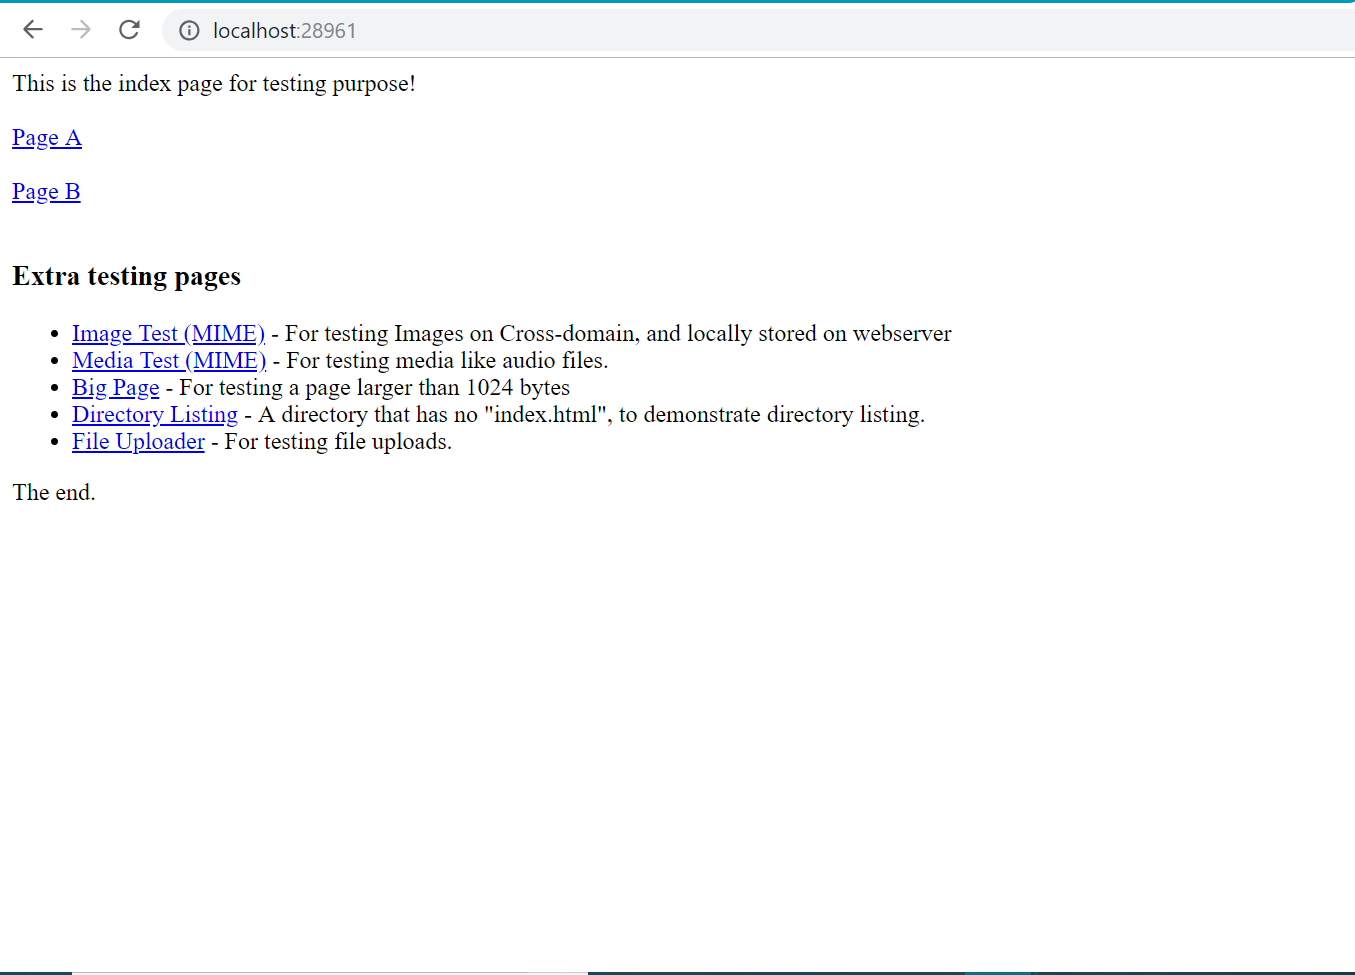 localhost:28961
This is the index page for testing purpose!
Page A
Page B
Extra testing pages
Image Test (MIME) - For testing Images on Cross-domain, and locally stored on webserver
Media Test (MIME) - For testing media like audio files.
Big Page - For testing a page larger than 1024 bytes
Directory Listing - A directory that has no "index.html", to demonstrate directory listing.
File Uploader - For testing file uploads.
The end.